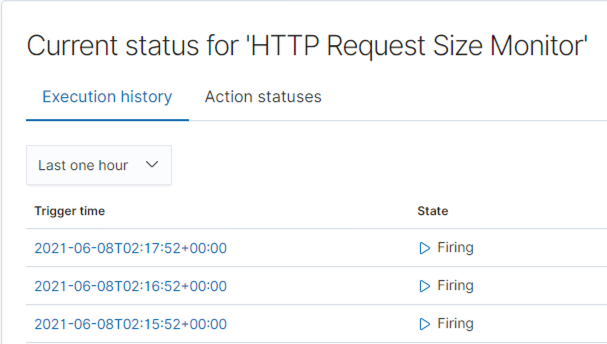 Current status for 'HTTP Request Size Monitor'
Execution history Action statuses
Last one hour
Trigger time State
2021-06-08T02:17:52+00:00 Firing
2021-06-08T02:16:52+00:00 Firing
2021-06-08T02:15:52+00:00 Firing